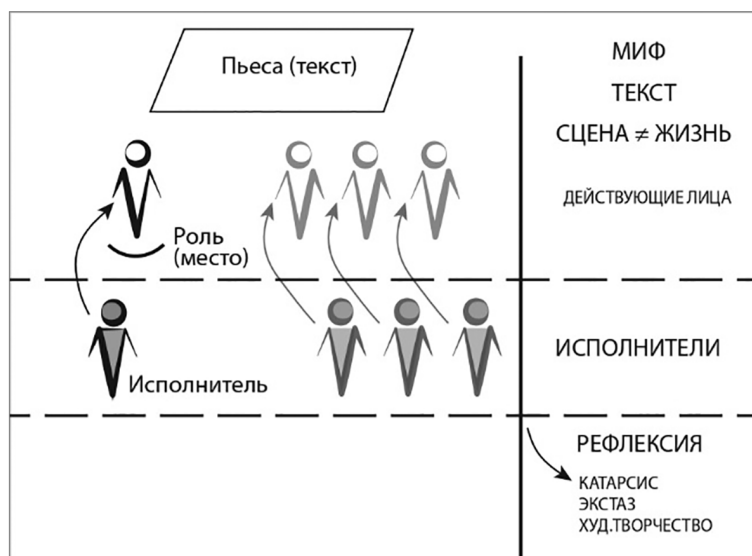 Пьеса (текст)
Роль
(место)
Исполнитель
МИФ
ТЕКСТ
СЦЕНА ≠ ЖИЗНЬ
ДЕЙСТВУЮЩИЕ ЛИЦА
ИСПОЛНИТЕЛИ
РЕФЛЕКСИЯ
КАТАРСИС
ЭКСТАЗ
ХУД.ТВОРЧЕСТВО